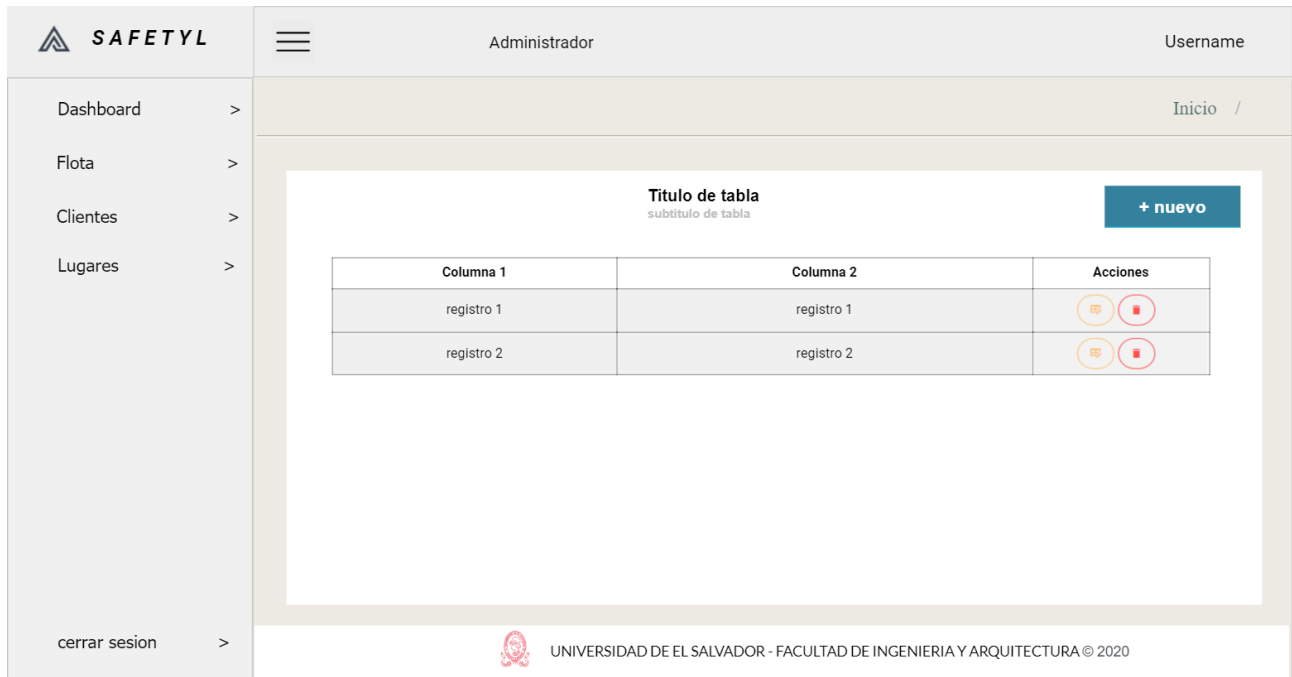 SAFETYL
Administrador
Username
Dashboard >
Flota >
Clientes >
Lugares >
cerrar sesion >
Inicio /
Titulo de tabla
subtitulo de tabla
+ nuevo
Columna 1 Columna 2 Acciones
registro 1 registro 1
registro 2 registro 2
UNIVERSIDAD DE EL SALVADOR - FACULTAD DE INGENIERIA Y ARQUITECTURA © 2020